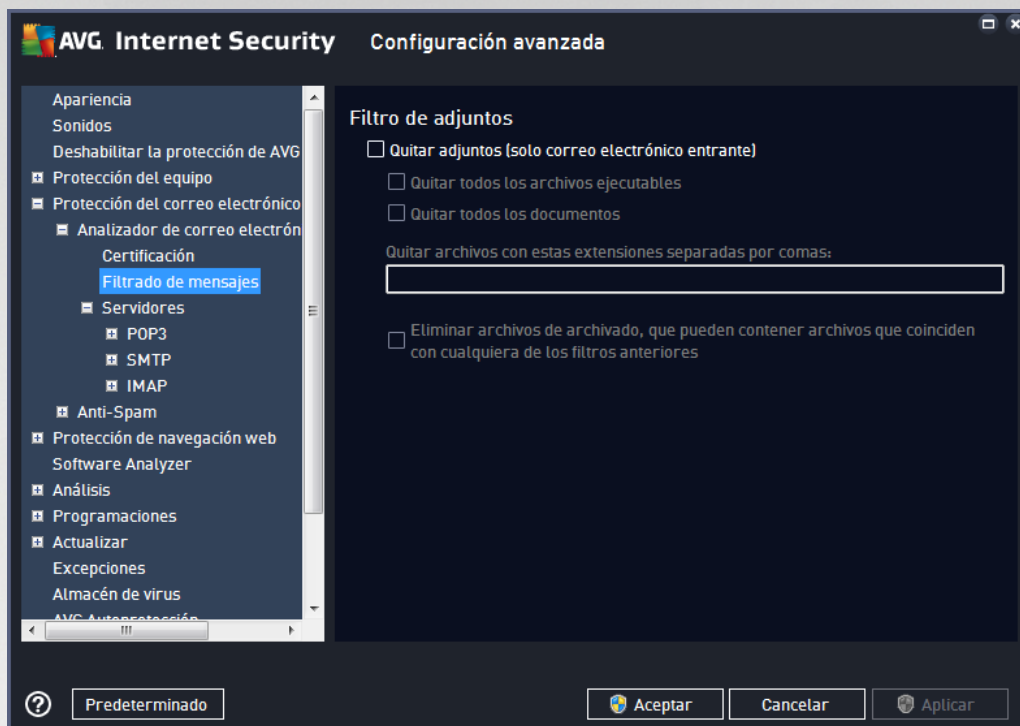 AVG. Internet Security Configuración avanzada
Apariencia
Sonidos
Deshabilitar la protección de AVG
Protección del equipo
Protección del correo electrónico
Analizador de correo electrón
Certificación
Filtrado de mensajes
Servidores
POP3
SMTP
IMAP
Anti-Spam
Protección de navegación web
Software Analyzer
Análisis
Programaciones
Actualizar
Excepciones
Almacén de virus
AVG Autoprotección
Filtro de adjuntos
Quitar adjuntos (solo correo electrónico entrante)
Quitar todos los archivos ejecutables
Quitar todos los documentos
Quitar archivos con estas extensiones separadas por comas:
Eliminar archivos de archivado, que pueden contener archivos que coinciden
con cualquiera de los filtros anteriores
Predeterminado
Aceptar
Cancelar
Aplicar